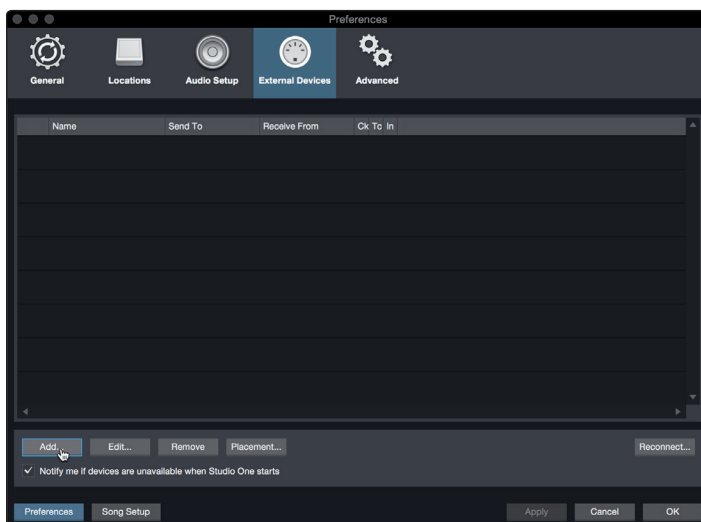 Preferences
General Locations Audio Setup External Devices Advanced
Name Send To Receive From Ck Tc In
Add... Edit... Remove Placement... Reconnect...
Notify me if devices are unavailable when Studio One starts
Preferences Song Setup Apply Cancel OK